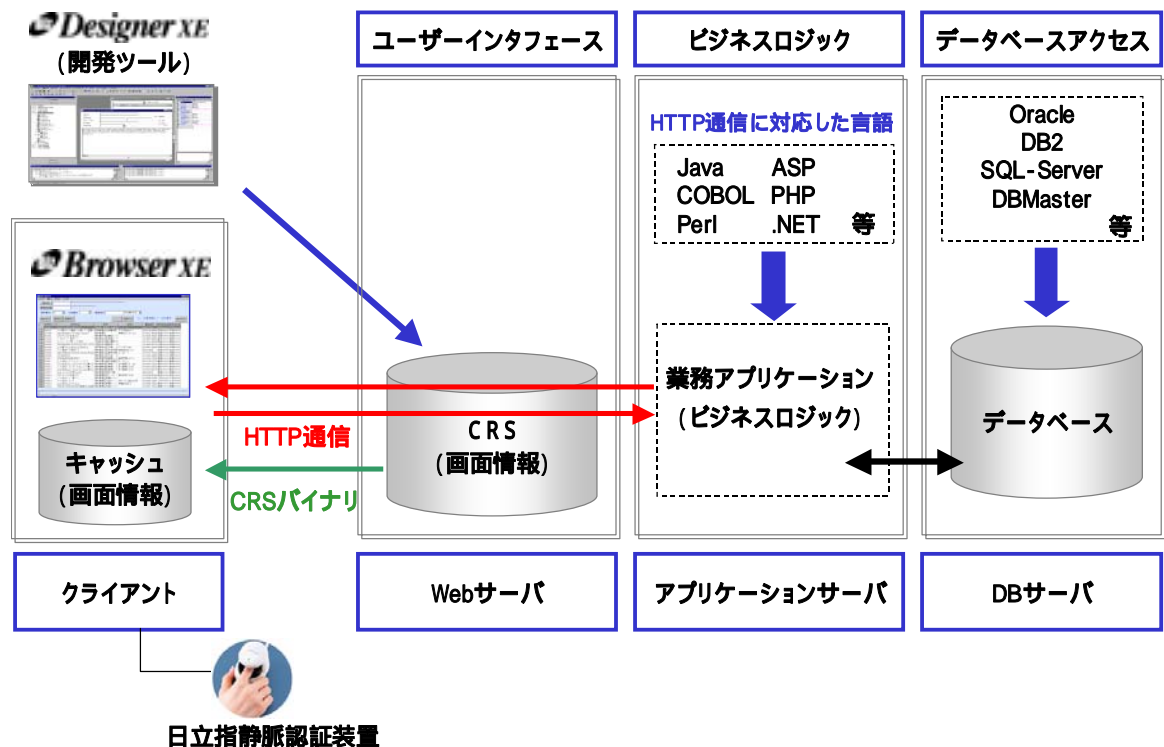 Designer XE
(開発ツール)
ユーザーインタフェース
ビジネスロジック
データベースアクセス
HTTP通信に対応した言語
Java ASP
COBOL PHP
Perl .NET 等
Oracle
DB2
SQL-Server
DBMaster
等
Browser XE
業務アプリケーション
(ビジネスロジック)
データベース
HTTP通信
CRS
(画面情報)
キャッシュ
(画面情報)
CRSバイナリ
クライアント
Webサーバ
アプリケーションサーバ
DBサーバ
日立指静脈認証装置